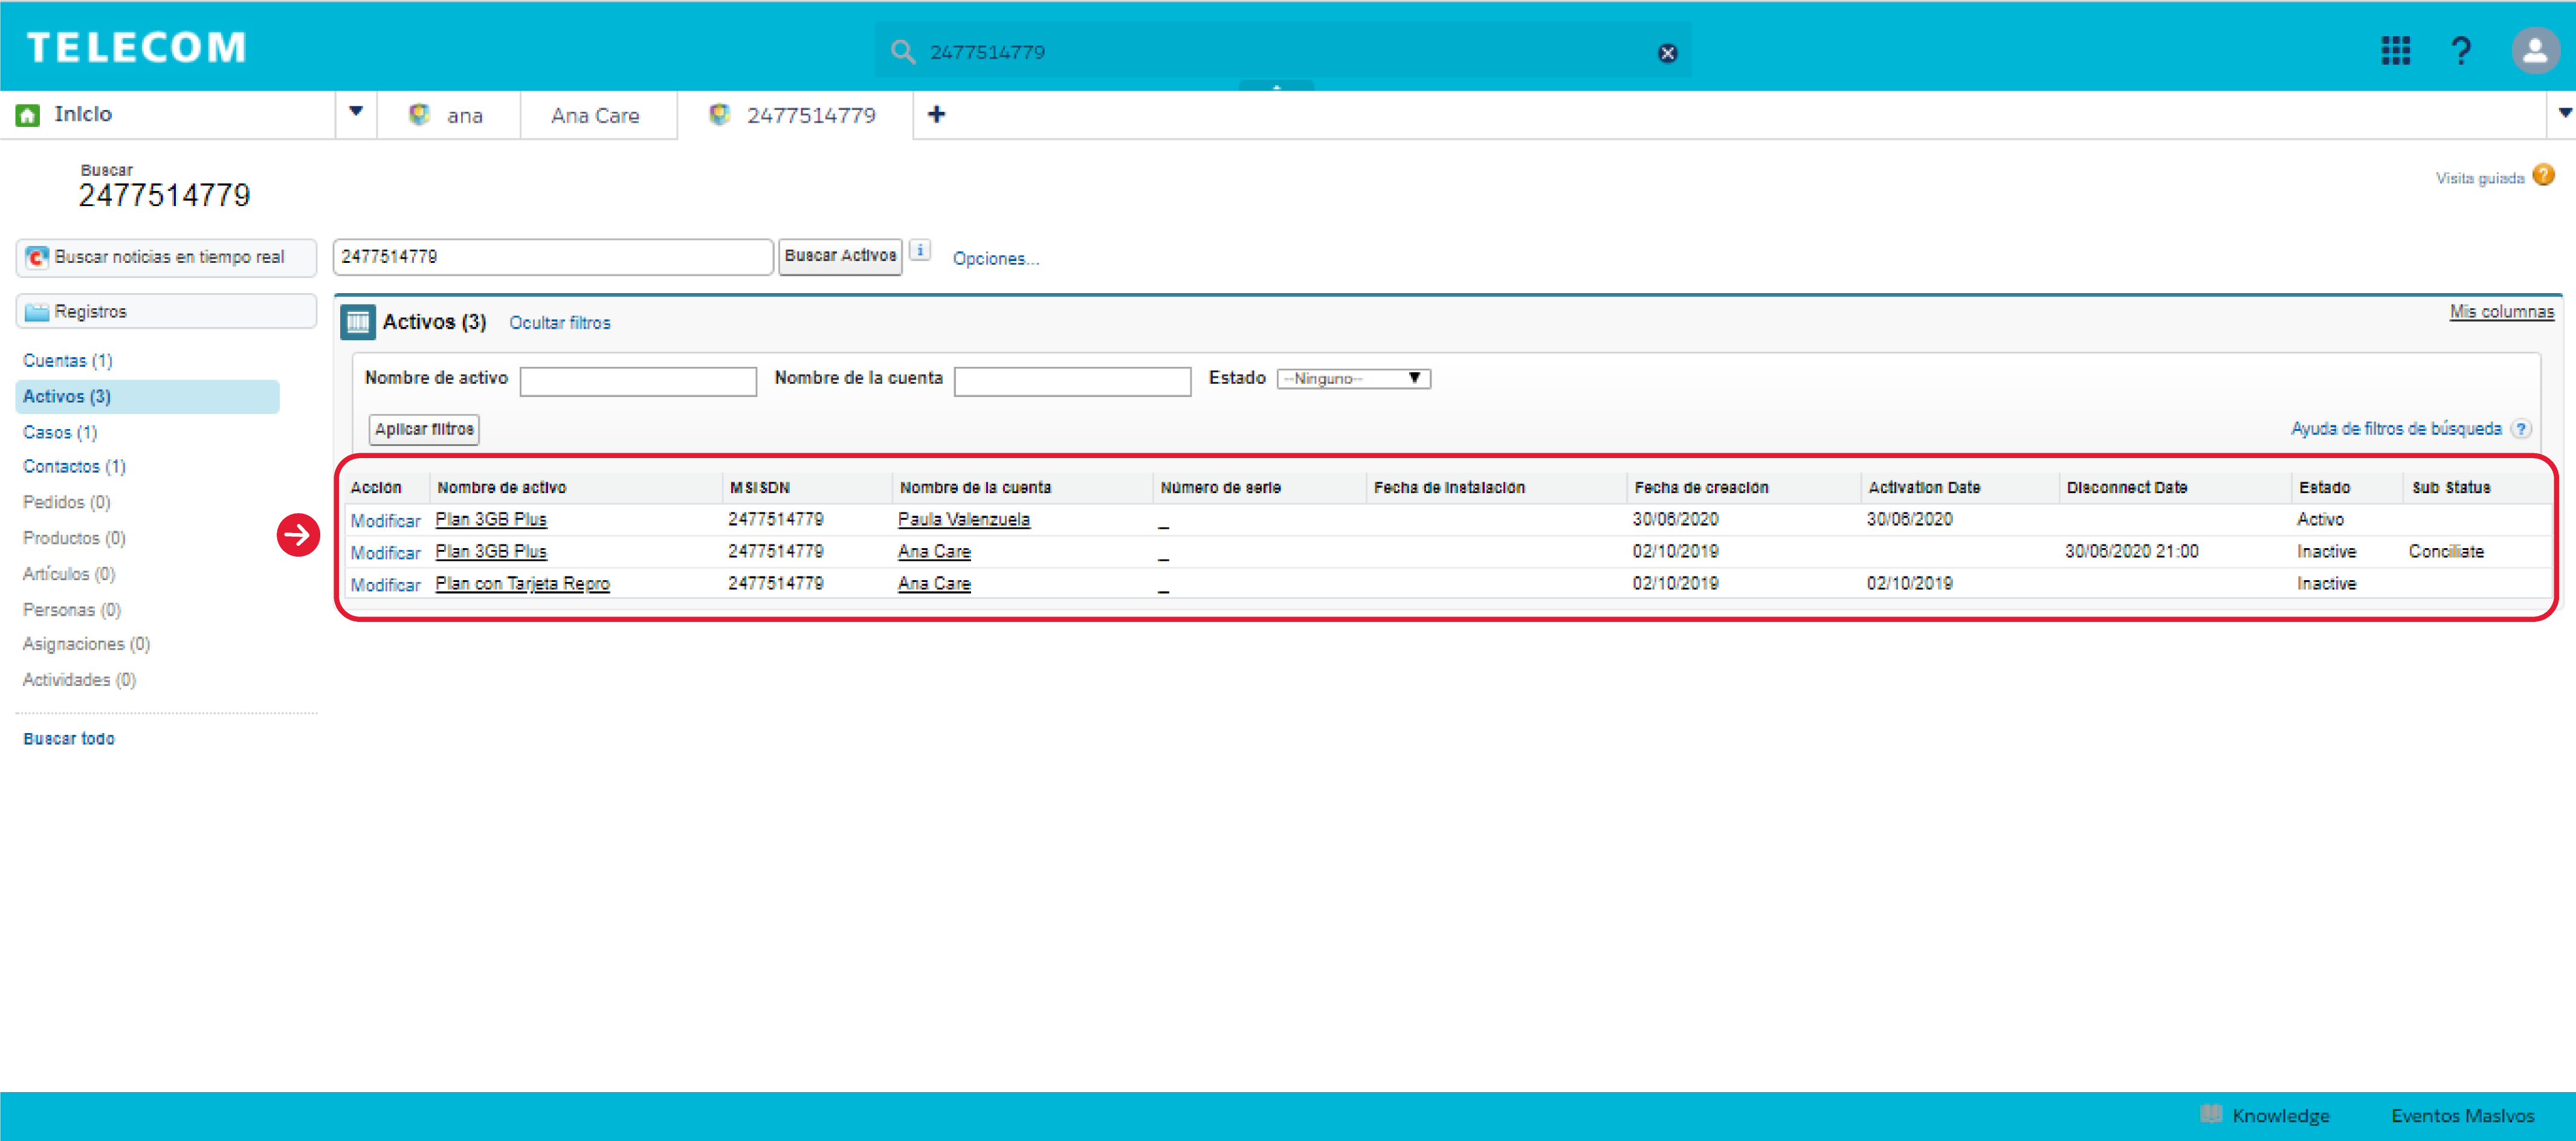 TELECOM
2477514779
Inicio
ana
Ana Care
2477514779
Buscar
2477514779
Visita guiada
Buscar noticias en tiempo real
2477514779
Buscar Activos
Opciones...
Registros
Activos (3)
Ocultar filtros
Mis columnas
Cuentas (1)
Activos (3)
Casos (1)
Contactos (1)
Pedidos (0)
Productos (0)
Artículos (0)
Personas (0)
Asignaciones (0)
Actividades (0)
Buscar todo
Nombre de activo
Nombre de la cuenta
Estado
--Ninguno--
Aplicar filtros
Ayuda de filtros de búsqueda ?
Acción Nombre de activo MSISDN Nombre de la cuenta Número de serie Fecha de instalación Fecha de creación Activation Date Disconnect Date Estado Sub Status
Modificar Plan 3GB Plus 2477514779 Paula Valenzuela _ 30/06/2020 30/06/2020 Activo
Modificar Plan 3GB Plus 2477514779 Ana Care _ 02/10/2019 30/06/2020 21:00 Inactive Conciliate
Modificar Plan con Tarjeta Repro 2477514779 Ana Care _ 02/10/2019 02/10/2019 Inactive
Knowledge
Eventos Masivos